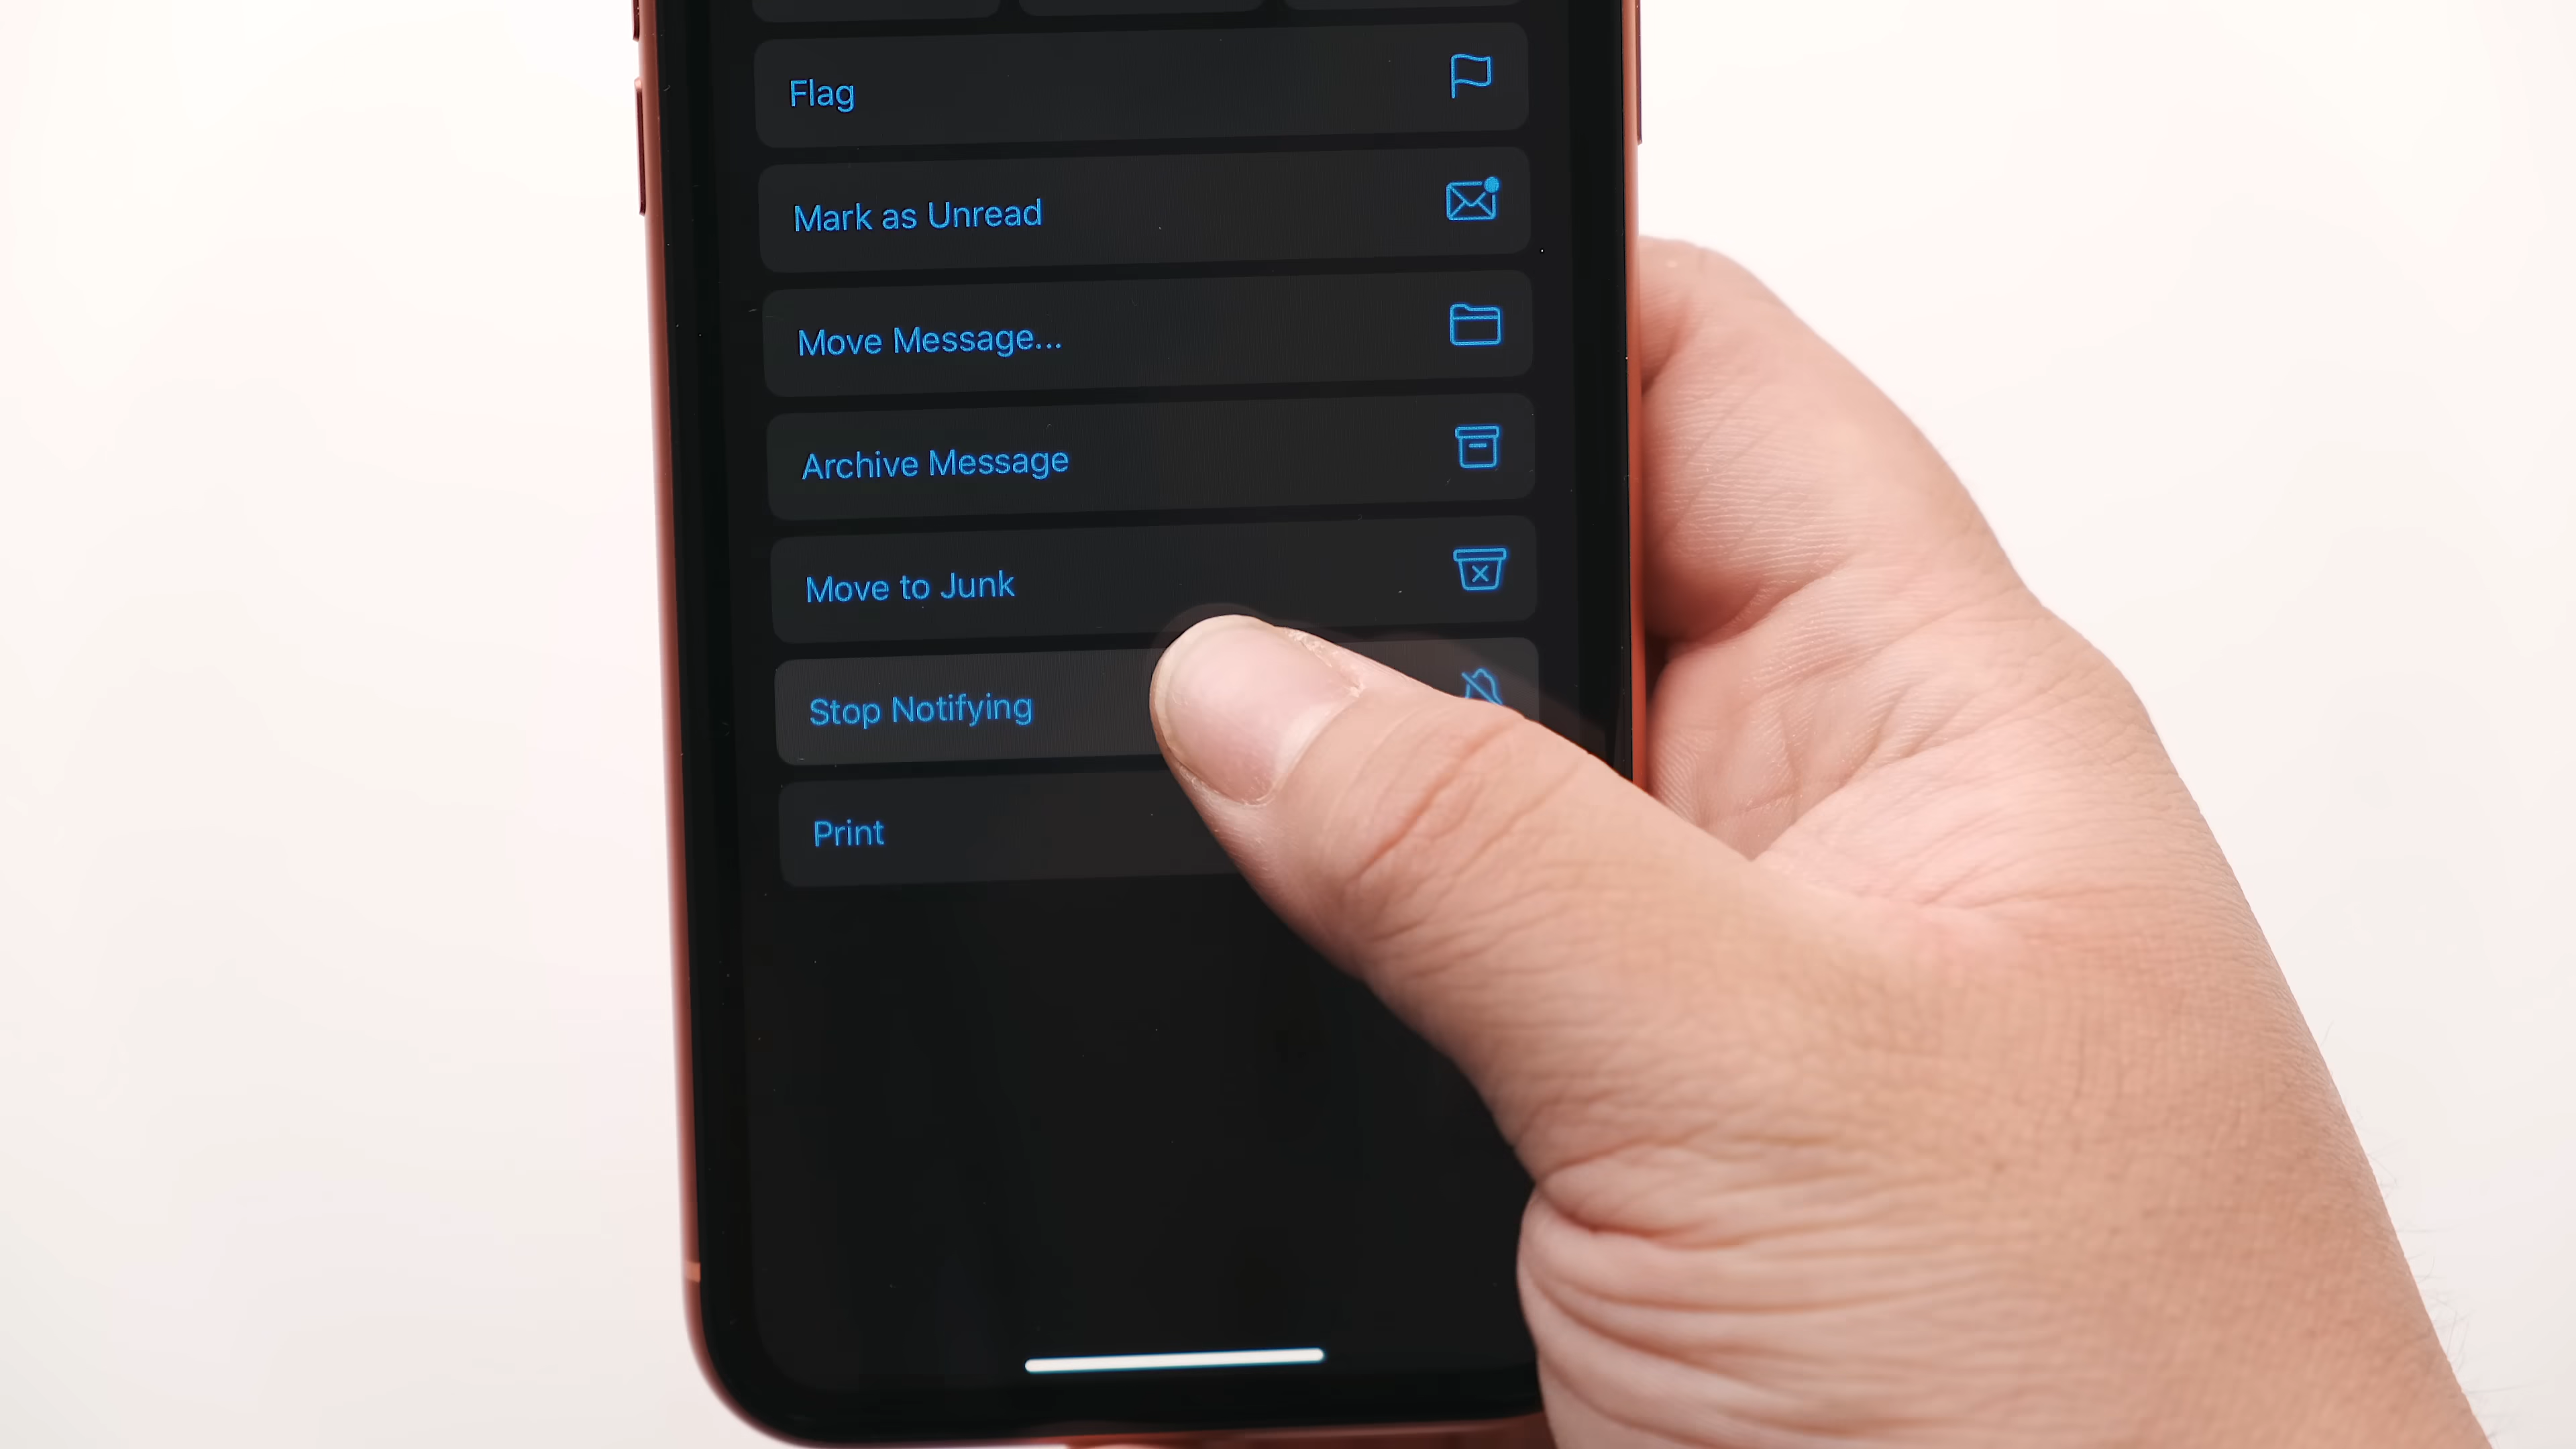 Flag
Mark as Unread
Move Message...
Archive Message
Move to Junk
Stop Notifying
Print